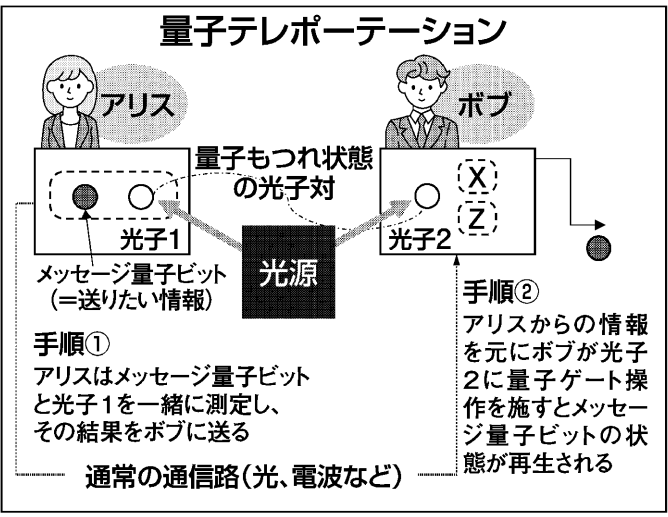 量子テレポーテーション
アリス
ボブ
量子もつれ状態
の光子対
X
Z
光子1
光子2
光源
メッセージ量子ビット
(=送りたい情報)
手順①
アリスはメッセージ量子ビット
と光子1を一緒に測定し、
その結果をボブに送る
手順②
アリスからの情報
を元にボブが光子
2に量子ゲート操
作を施すとメッセー
ジ量子ビットの状
態が再生される
通常の通信路(光、電波など)